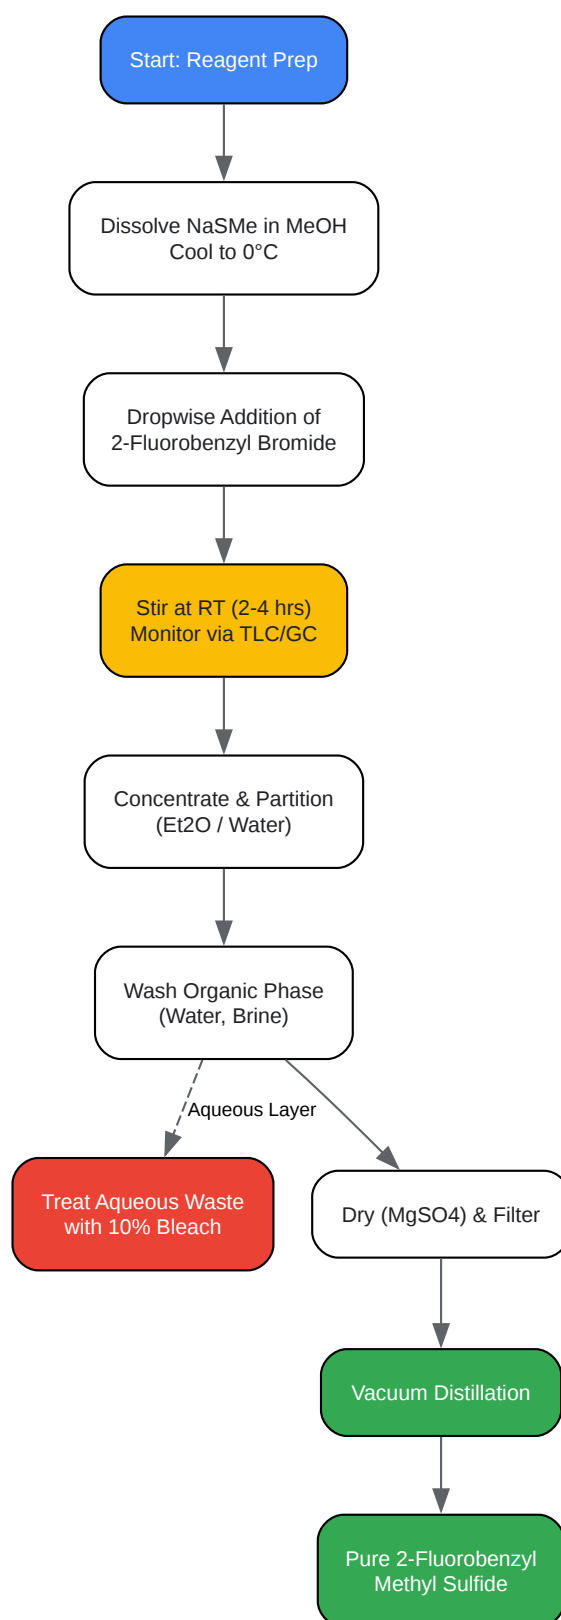 Start: Reagent Prep
Dissolve NaSMe in MeOH
Cool to 0°C
Dropwise Addition of
2-Fluorobenzyl Bromide
Stir at RT (2-4 hrs)
Monitor via TLC/GC
Concentrate & Partition
(Et2O / Water)
Wash Organic Phase
(Water, Brine)
Aqueous Layer
Treat Aqueous Waste
with 10% Bleach
Dry (MgSO4) & Filter
Vacuum Distillation
Pure 2-Fluorobenzyl
Methyl Sulfide